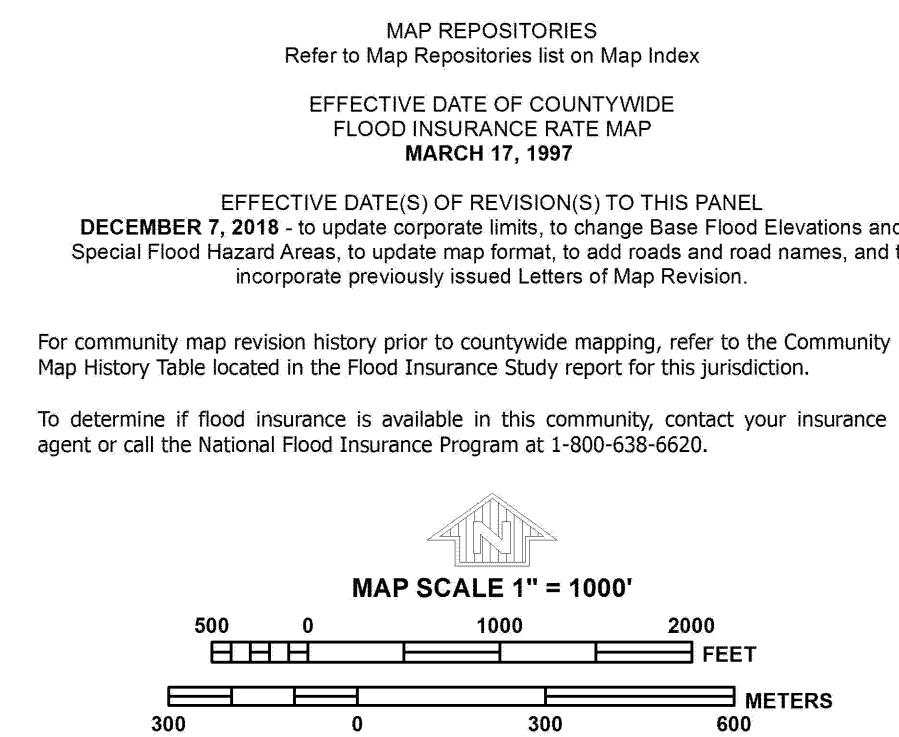 MAP REPOSITORIES
Refer to Map Repositories list on Map Index
EFFECTIVE DATE OF COUNTYWIDE
FLOOD INSURANCE RATE MAP
MARCH 17, 1997
EFFECTIVE DATE(S) OF REVISION(S) TO THIS PANEL
DECEMBER 7, 2018 - to update corporate limits, to change Base Flood Elevations and
Special Flood Hazard Areas, to update map format, to add roads and road names, and t
incorporate previously issued Letters of Map Revision.
For community map revision history prior to countywide mapping, refer to the Community
Map History Table located in the Flood Insurance Study report for this jurisdiction.
To determine if flood insurance is available in this community, contact your insurance
agent or call the National Flood Insurance Program at 1-800-638-6620.
N
MAP SCALE 1" = 1000'
500 0 1000 2000
FEET
METERS
300 0 300 600